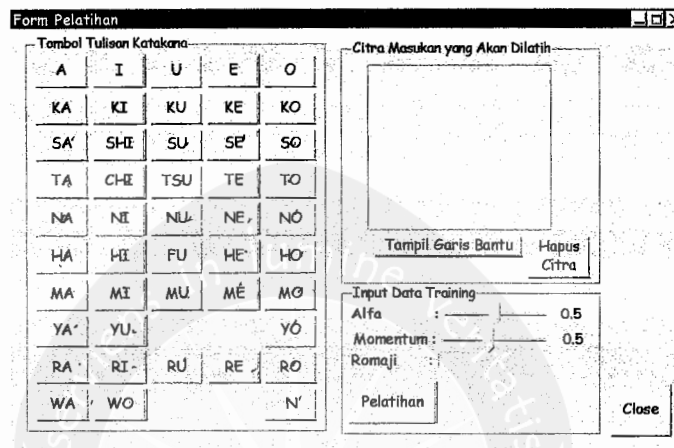 Form Pelatihan
Tombol Tulisan Katakana
A I U E O
KA KI KU KE KO
SA SHI SU SE SO
TA CHI TSU TE TO
NA NI NU NE NO
HA HI FU HE HO
MA MI MU ME MO
YA YU YO
RA RI RU RE RO
WA WO N
Citra Masukan yang Akan Dilatih
Tampil Garis Bantu
Hapus
Citra
Input Data Training
Alfa : 0.5
Momentum : 0.5
Romaji :
Pelatihan
Close